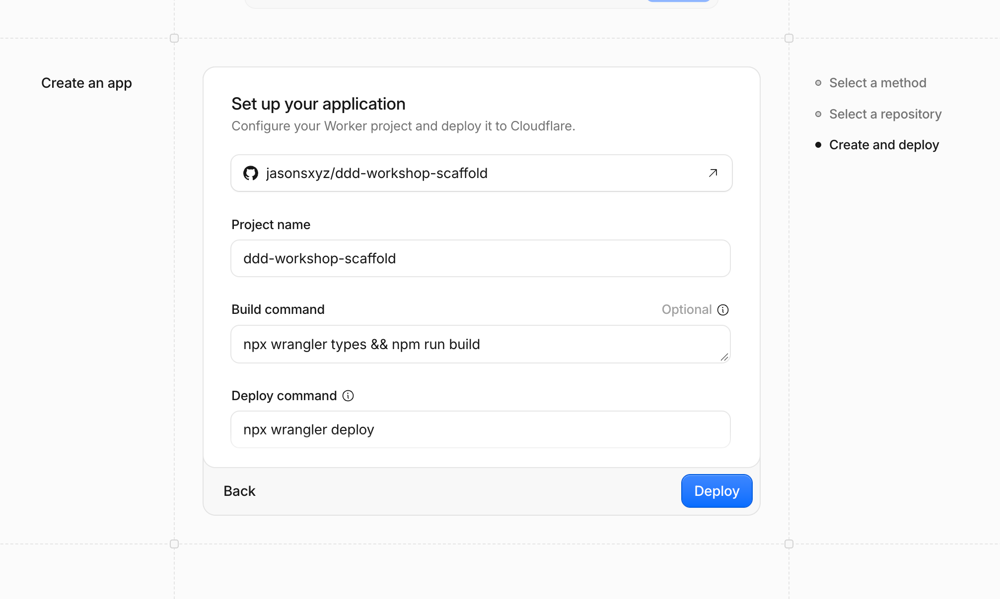 Create an app
Set up your application
Configure your Worker project and deploy it to Cloudflare.
jasonsxyz/ddd-workshop-scaffold
Project name
ddd-workshop-scaffold
Build command
Optional
npx wrangler types && npm run build
Deploy command
npx wrangler deploy
Back
Deploy
Select a method
Select a repository
Create and deploy